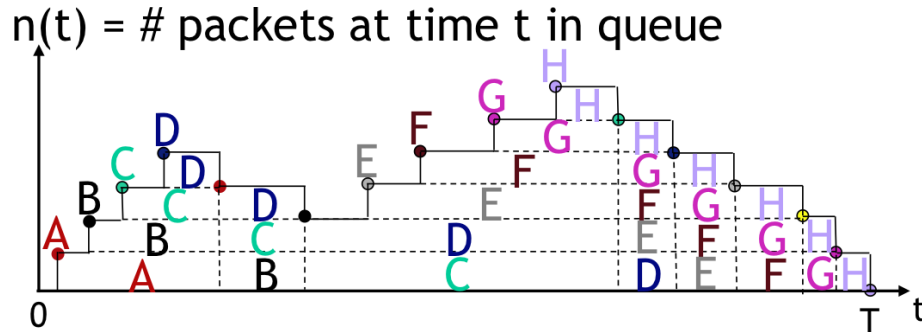 n(t) = # packets at time t in queue
H
G H
D F G H
C D E F G H
B C D E F G H
A B C D E F G H
A B C D E F G H
0 T t